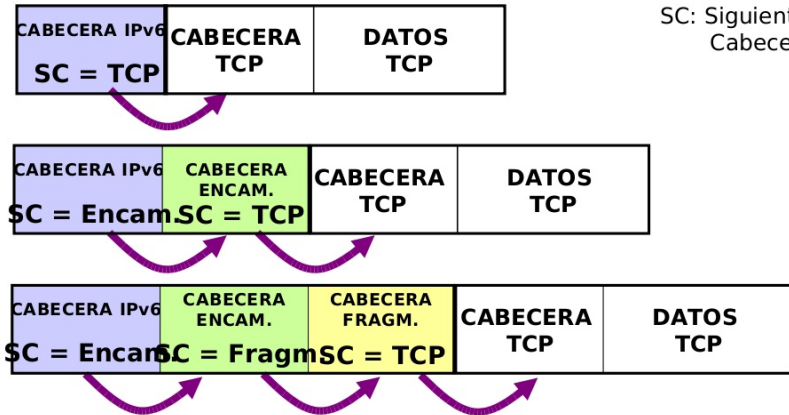 SC: Siguient
Cabece
CABECERA IPv6
SC = TCP
CABECERA
TCP
DATOS
TCP
CABECERA IPv6
SC = Encam.
CABECERA
ENCAM.
SC = TCP
CABECERA
TCP
DATOS
TCP
CABECERA IPv6
SC = Encam.
CABECERA
ENCAM.
SC = Fragm.
CABECERA
FRAGM.
SC = TCP
CABECERA
TCP
DATOS
TCP